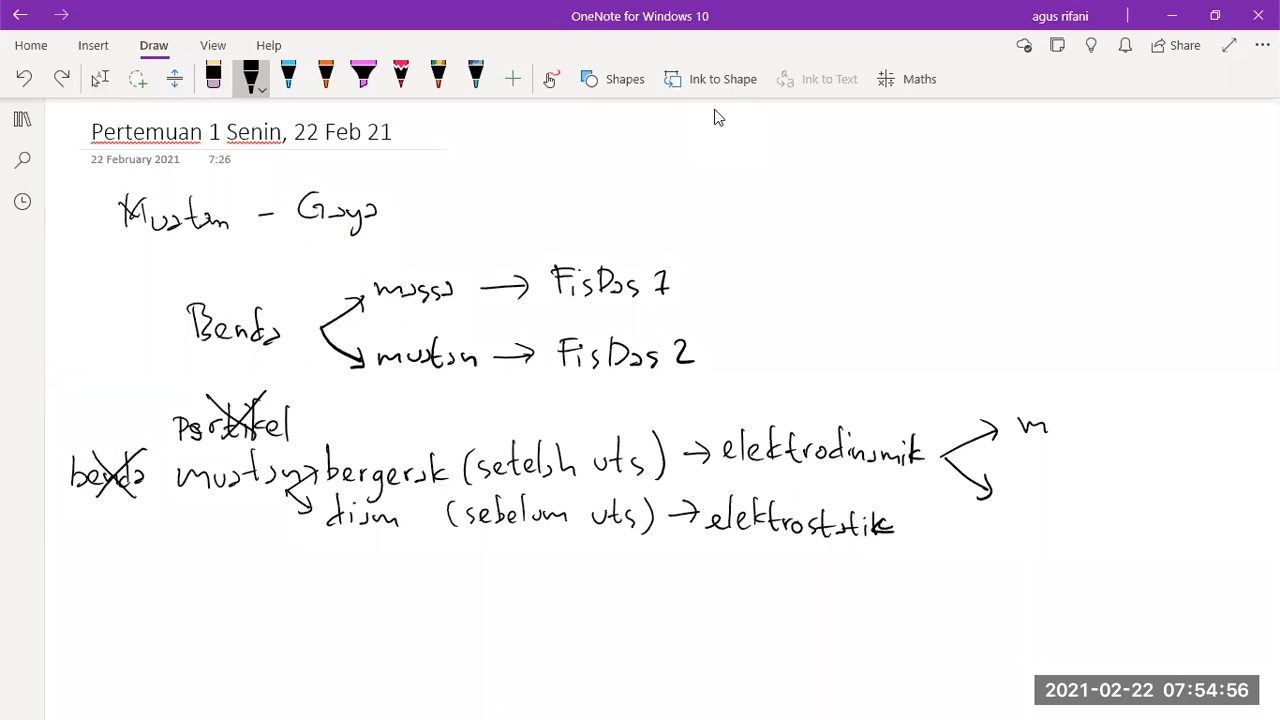 OneNote for Windows 10
agus rifani
Home Insert Draw View Help
Share
Shapes Ink to Shape Ink to Text Maths
Pertemuan 1 Senin, 22 Feb 21
22 February 2021 7:26
Muatan - Gaya
massa → FisDas 1
Benda
muatan → FisDas 2
Partikel
benda muatan bergerak (setelah uts) → elektrodinamik
m
diam (sebelum uts) → elektrostatik
2021-02-22 07:54:56